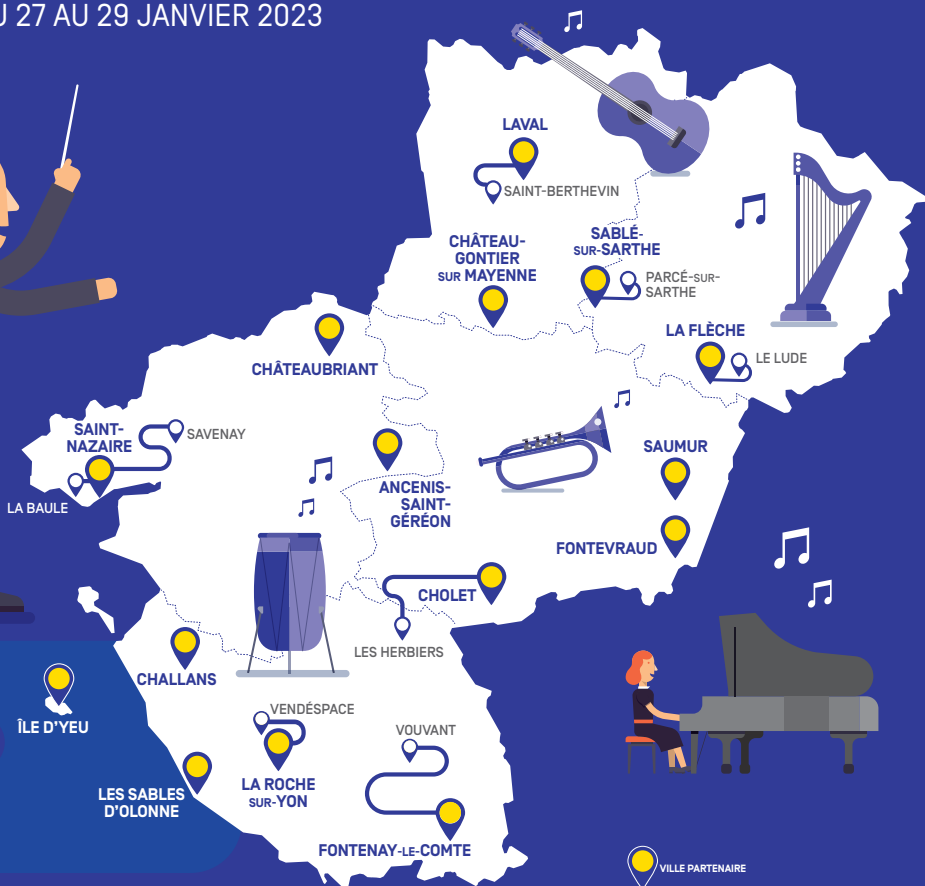 U 27 AU 29 JANVIER 2023
LAVAL
SAINT-BERTHEVIN
CHÂTEAU-
GONTIER
SUR MAYENNE
SABLÉ-
SUR-SARTHE
PARCÉ-SUR-
SARTHE
LA FLÈCHE
LE LUDE
CHÂTEAUBRIANT
SAINT-
NAZAIRE
SAVENAY
LA BAULE
ANCENIS-
SAINT-
GÉRÉON
SAUMUR
FONTEVRAUD
CHOLET
LES HERBIERS
CHALLANS
ÎLE D'YEU
VENDÉSPACE
VOUVANT
LA ROCHE
SUR-YON
LES SABLES
D'OLONNE
FONTENAY-LE-COMTE
VILLE PARTENAIRE